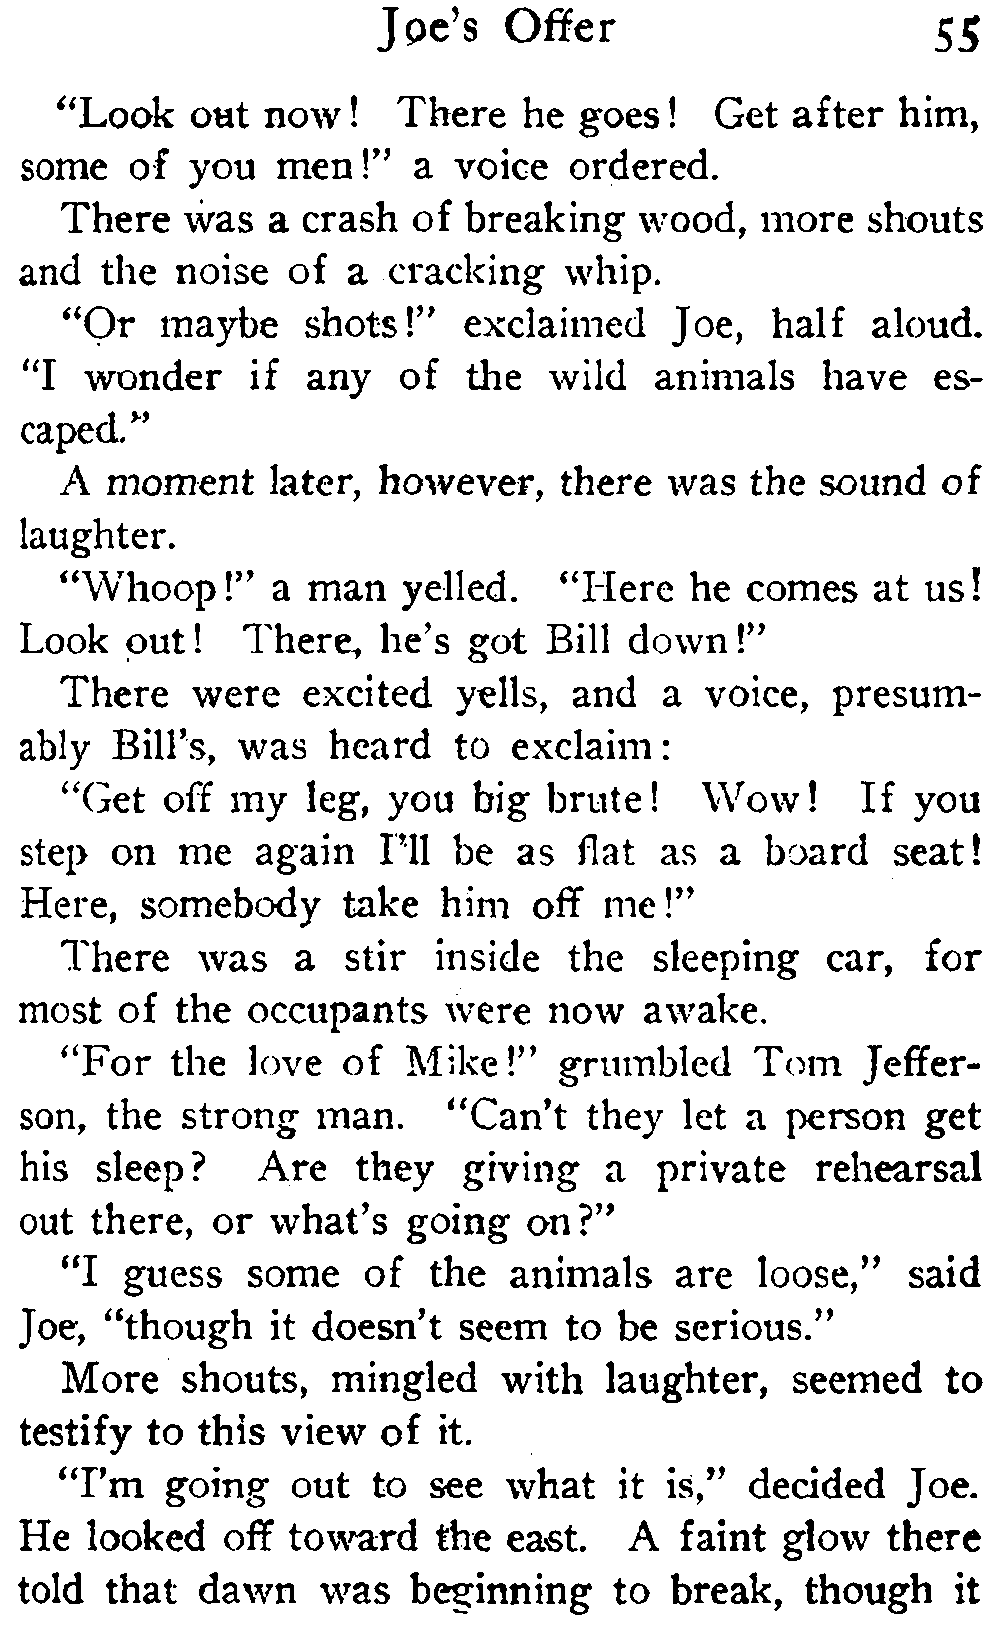 Joe's Offer 55
"Look out now! There he goes! Get after him,
some of you men!" a voice ordered.
There was a crash of breaking wood, more shouts
and the noise of a cracking whip.
"Or maybe shots!" exclaimed Joe, half aloud.
"I wonder if any of the wild animals have es-
caped."
A moment later, however, there was the sound of
laughter.
"Whoop!" a man yelled. "Here he comes at us!
Look out! There, he's got Bill down!"
There were excited yells, and a voice, presum-
ably Bill's, was heard to exclaim:
"Get off my leg, you big brute! Wow! If you
step on me again I'll be as flat as a board seat!
Here, somebody take him off me!"
There was a stir inside the sleeping car, for
most of the occupants were now awake.
"For the love of Mike!" grumbled Tom Jeffer-
son, the strong man. "Can't they let a person get
his sleep? Are they giving a private rehearsal
out there, or what's going on?"
"I guess some of the animals are loose," said
Joe, "though it doesn't seem to be serious."
More shouts, mingled with laughter, seemed to
testify to this view of it.
"I'm going out to see what it is," decided Joe.
He looked off toward the east. A faint glow there
told that dawn was beginning to break, though it